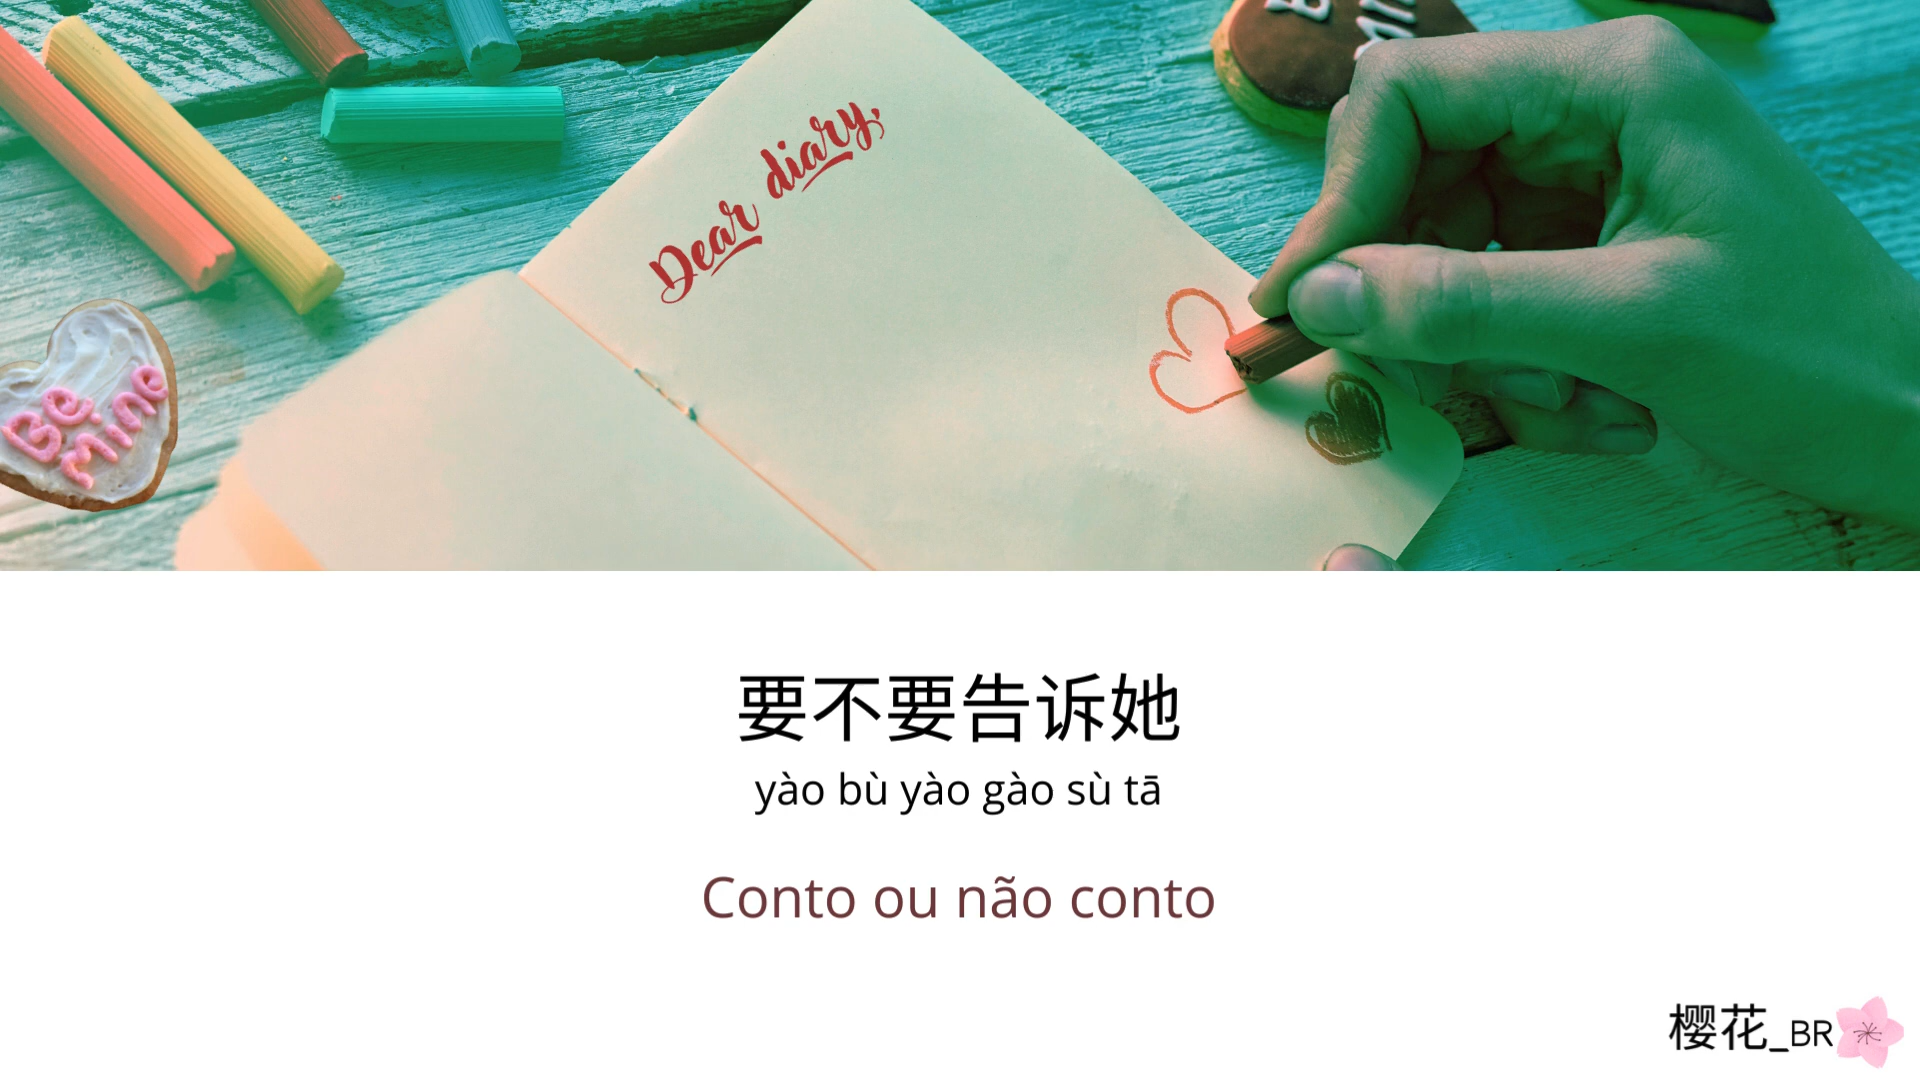 Dear diary,
Be
Mine
要不要告诉她
yào bù yào gào sù tā
Conto ou não conto
樱花_BR